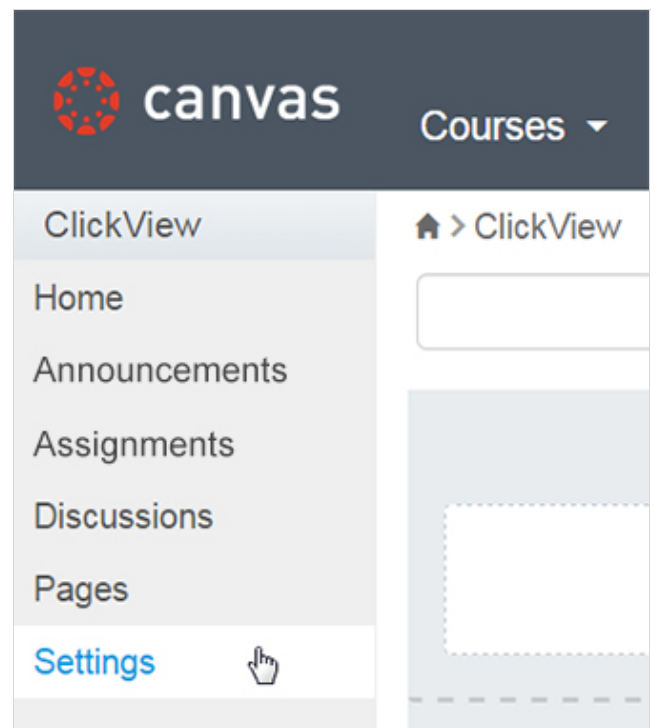 canvas
Courses
ClickView
> ClickView
Home
Announcements
Assignments
Discussions
Pages
Settings